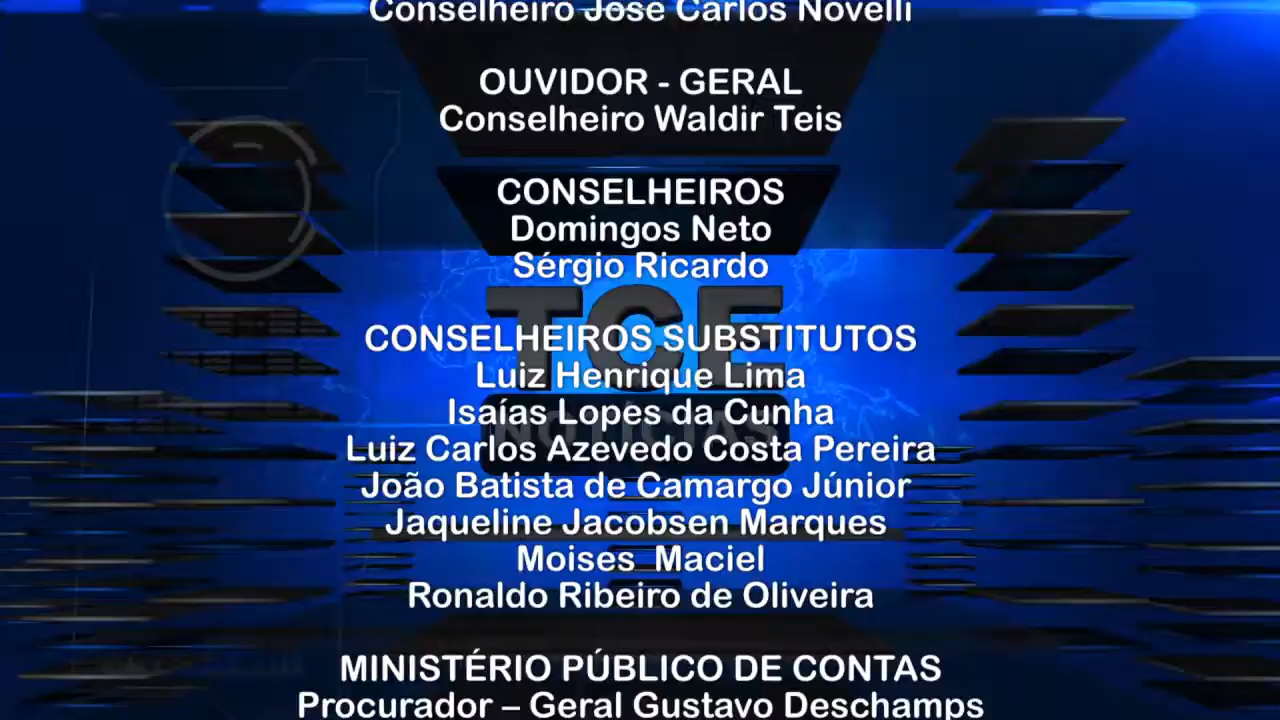 Conselheiro José Carlos Novelli
OUVIDOR - GERAL
Conselheiro Waldir Teis
CONSELHEIROS
Domingos Neto
Sérgio Ricardo
TCE
CONSELHEIROS SUBSTITUTOS
Luiz Henrique Lima
Isaías Lopes da Cunha
NOTÍCIAS
Luiz Carlos Azevedo Costa Pereira
João Batista de Camargo Júnior
Jaqueline Jacobsen Marques
Moises  Maciel
Ronaldo Ribeiro de Oliveira
MINISTÉRIO PÚBLICO DE CONTAS
Procurador – Geral Gustavo Deschamps